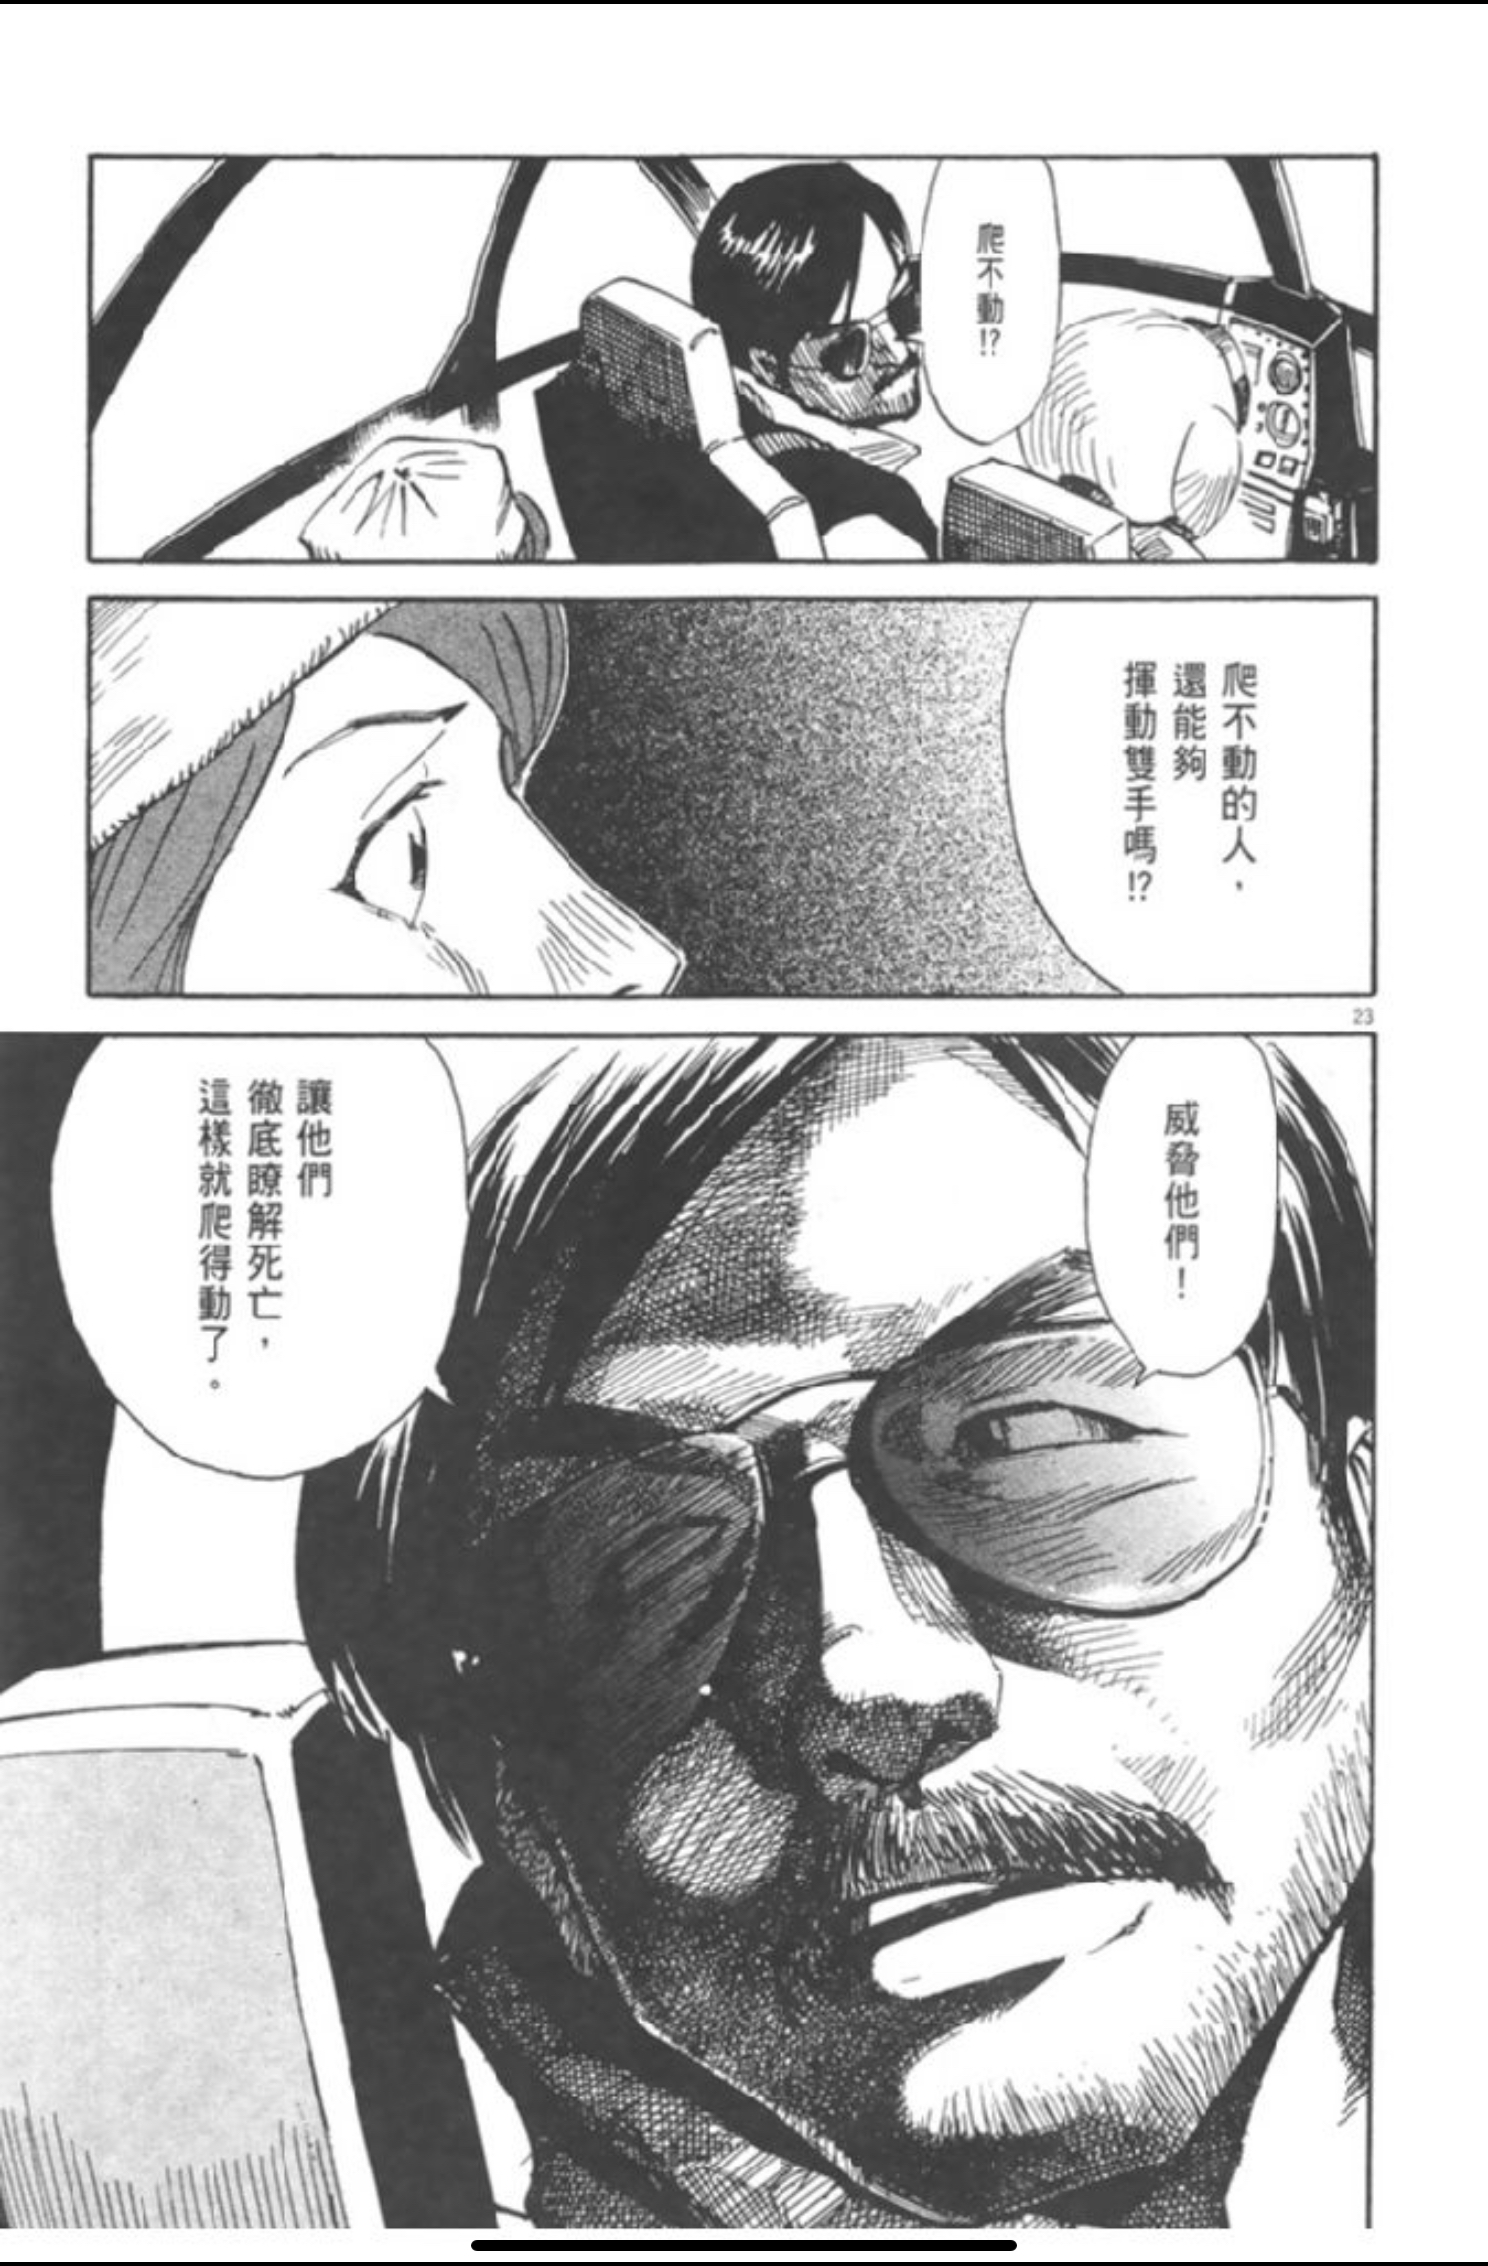 爬不動!?
爬不動的人，
還能夠
揮動雙手嗎!?
23
威脅他們！
讓他們
徹底瞭解死亡，
這樣就爬得動了。